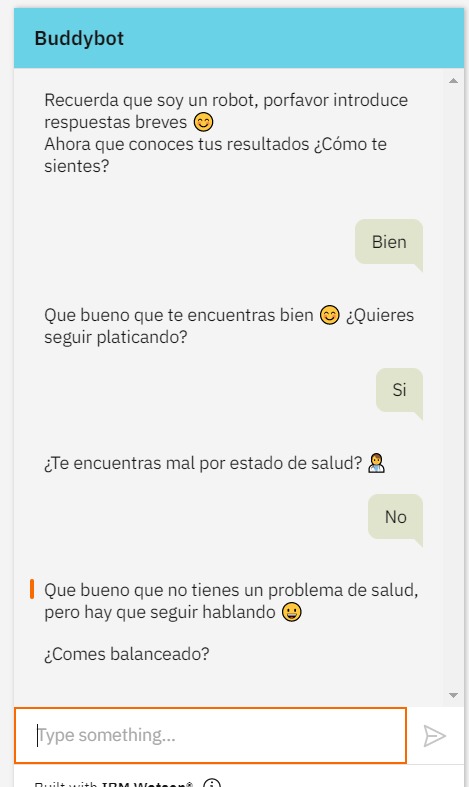 Buddybot
Recuerda que soy un robot, porfavor introduce
respuestas breves 😊
Ahora que conoces tus resultados ¿Cómo te
sientes?
Bien
Que bueno que te encuentras bien 😊 ¿Quieres
seguir platicando?
Si
¿Te encuentras mal por estado de salud? 👩‍⚕️
No
Que bueno que no tienes un problema de salud,
pero hay que seguir hablando 😀
¿Comes balanceado?
Type something...
Built with IBM Watson®